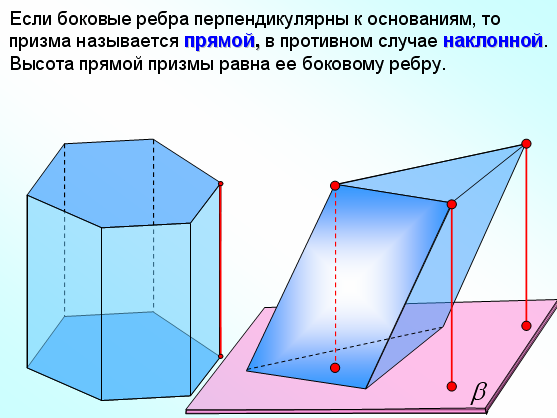 Если боковые ребра перпендикулярны к основаниям, то
призма называется прямой, в противном случае наклонной.
Высота прямой призмы равна ее боковому ребру.
β